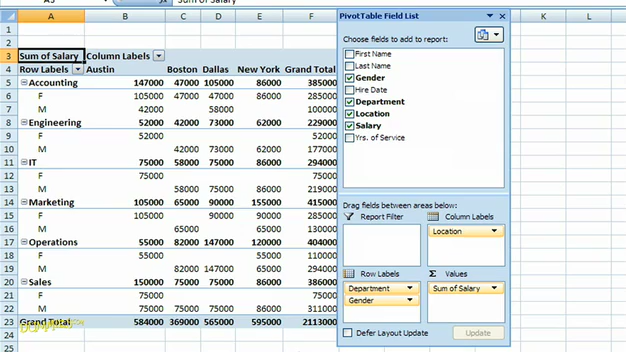 A3 Sum of Salary
A B C D E F K L M
1
2
3 Sum of Salary Column Labels
4 Row Labels Austin Boston Dallas New York Grand Total
5 Accounting 147000 47000 105000 86000 385000
6 F 105000 47000 47000 86000 285000
7 M 42000 58000 100000
8 Engineering 52000 42000 73000 62000 229000
9 F 52000 52000
10 M 42000 73000 62000 177000
11 IT 75000 58000 75000 86000 294000
12 F 75000 75000
13 M 58000 75000 86000 219000
14 Marketing 105000 65000 90000 155000 415000
15 F 105000 90000 90000 285000
16 M 65000 65000 130000
17 Operations 55000 82000 147000 120000 404000
18 F 55000 55000 110000
19 M 82000 147000 65000 294000
20 Sales 150000 75000 75000 86000 386000
21 F 75000 75000
22 M 75000 75000 75000 86000 311000
23 Grand Total 584000 369000 565000 595000 2113000
24
25
DUMMIES
PivotTable Field List
Choose fields to add to report:
First Name
Last Name
Gender
Hire Date
Department
Location
Salary
Yrs. of Service
Drag fields between areas below:
Report Filter Column Labels
Location
Row Labels Σ Values
Department Sum of Salary
Gender
Defer Layout Update Update